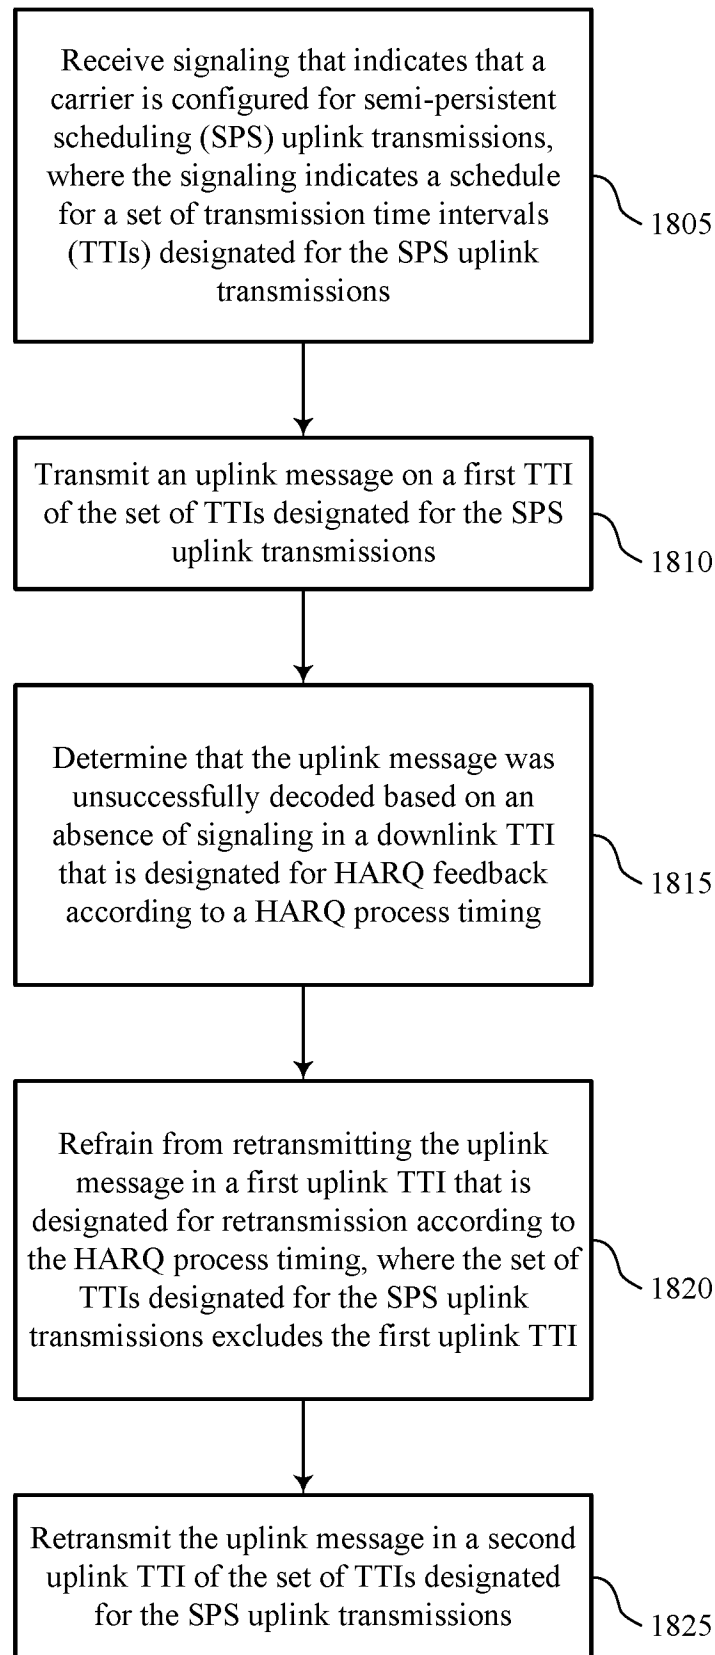 Receive signaling that indicates that a
carrier is configured for semi-persistent
scheduling (SPS) uplink transmissions,
where the signaling indicates a schedule
for a set of transmission time intervals
(TTIs) designated for the SPS uplink
transmissions
1805
Transmit an uplink message on a first TTI
of the set of TTIs designated for the SPS
uplink transmissions
1810
Determine that the uplink message was
unsuccessfully decoded based on an
absence of signaling in a downlink TTI
that is designated for HARQ feedback
according to a HARQ process timing
1815
Refrain from retransmitting the uplink
message in a first uplink TTI that is
designated for retransmission according to
the HARQ process timing, where the set of
TTIs designated for the SPS uplink
transmissions excludes the first uplink TTI
1820
Retransmit the uplink message in a second
uplink TTI of the set of TTIs designated
for the SPS uplink transmissions
1825